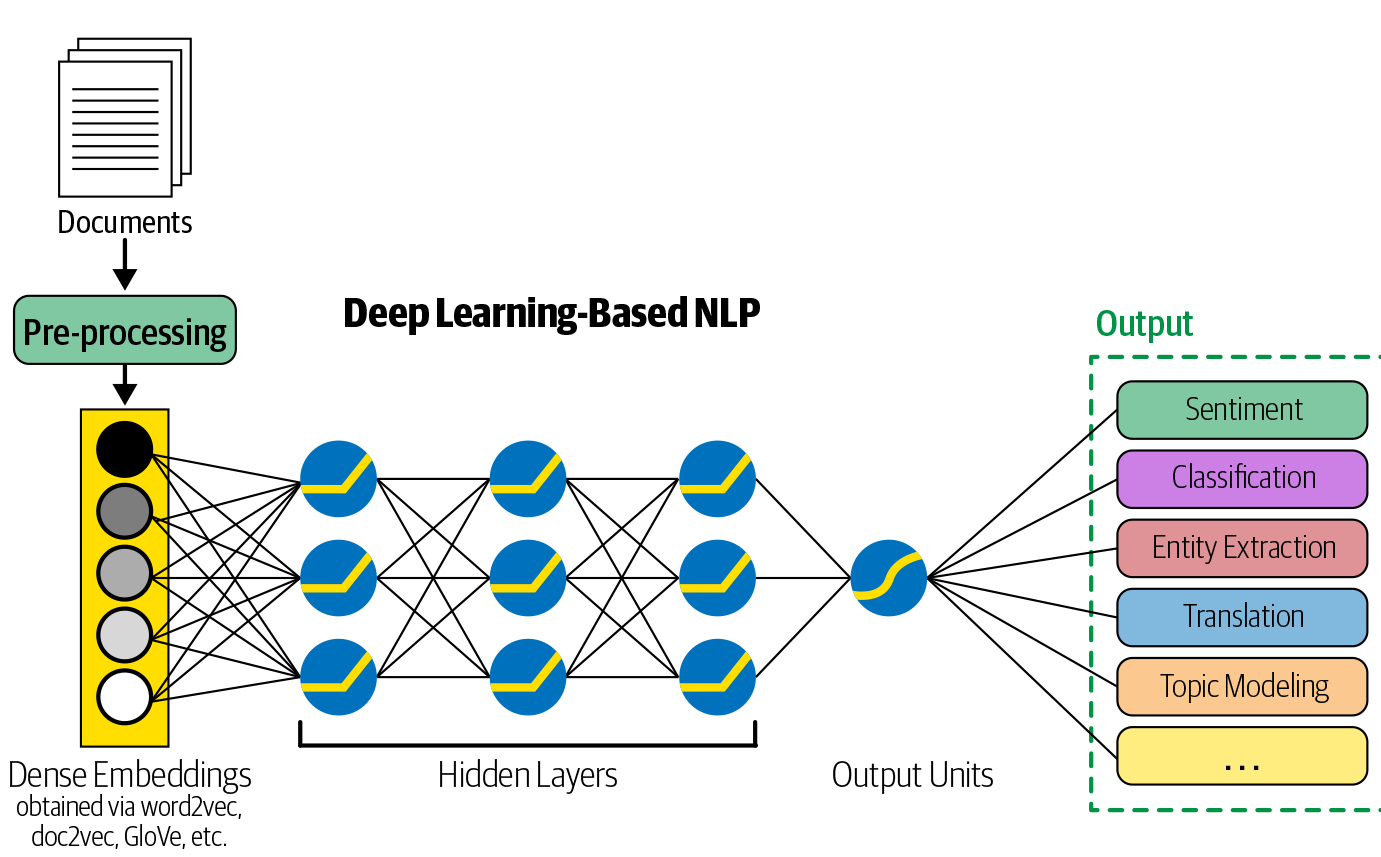 Documents
Pre-processing
Deep Learning-Based NLP
Output
Sentiment
Classification
Entity Extraction
Translation
Topic Modeling
...
Dense Embeddings
obtained via word2vec,
doc2vec, GloVe, etc.
Hidden Layers
Output Units